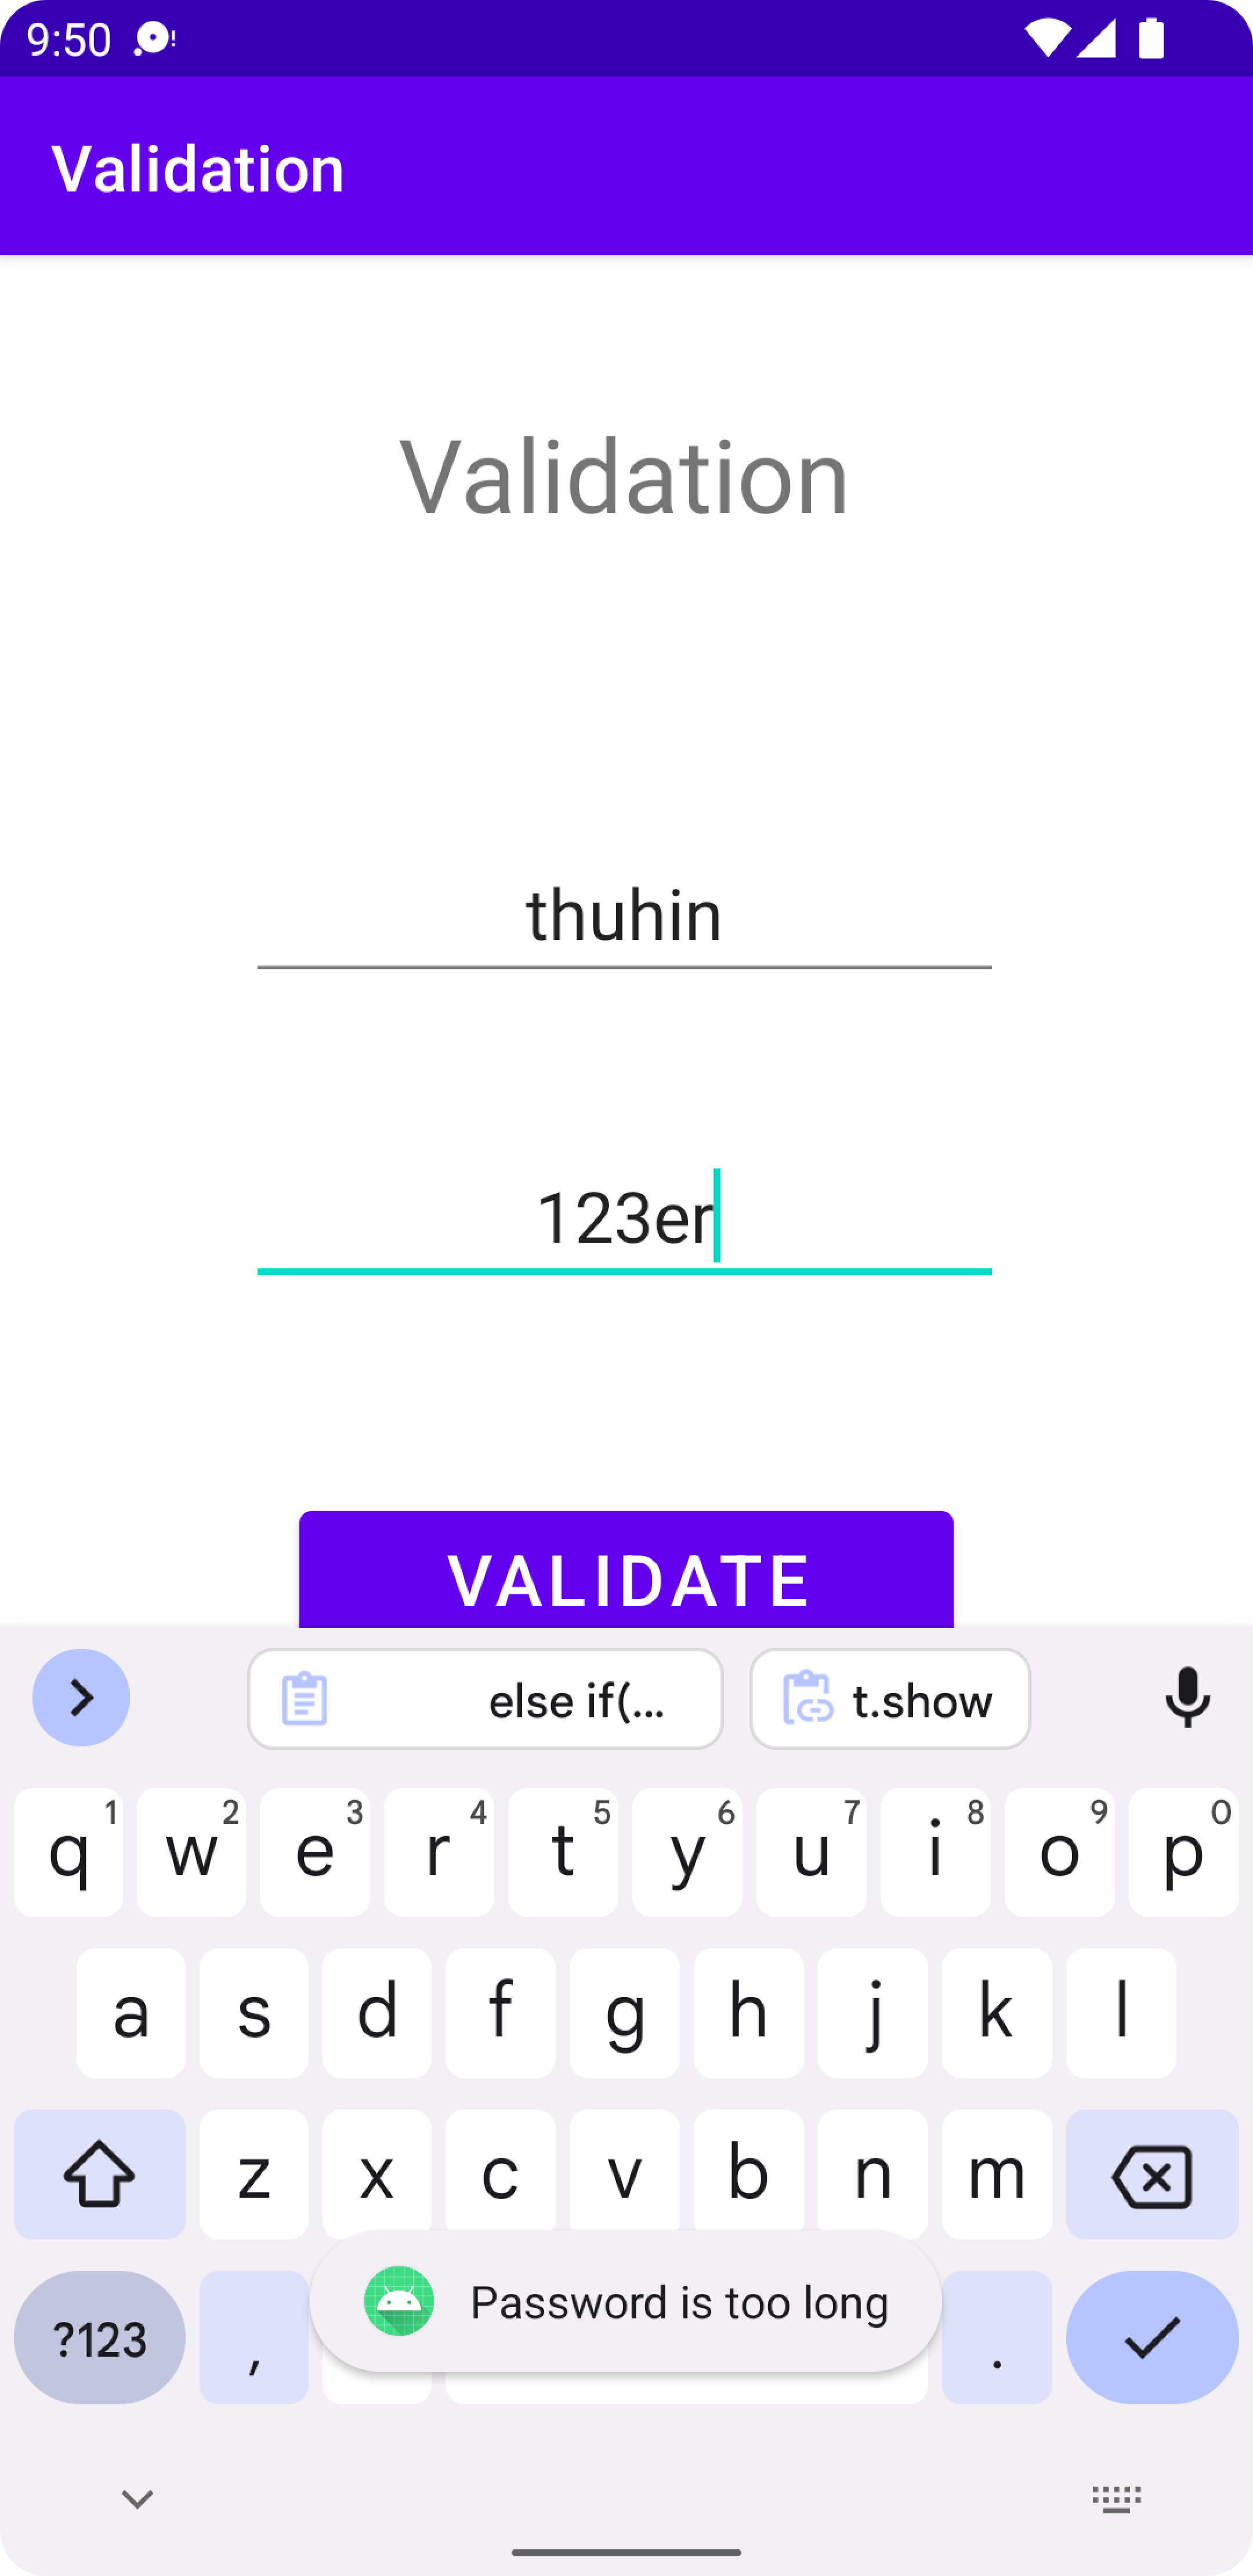 9:50
Validation
Validation
thuhin
123er
VALIDATE
else if(... t.show
q1 w2 e3 r4 t5 y6 u7 i8 o9 p0
a s d f g h j k l
z x c v b n m
Password is too long
?123 , .